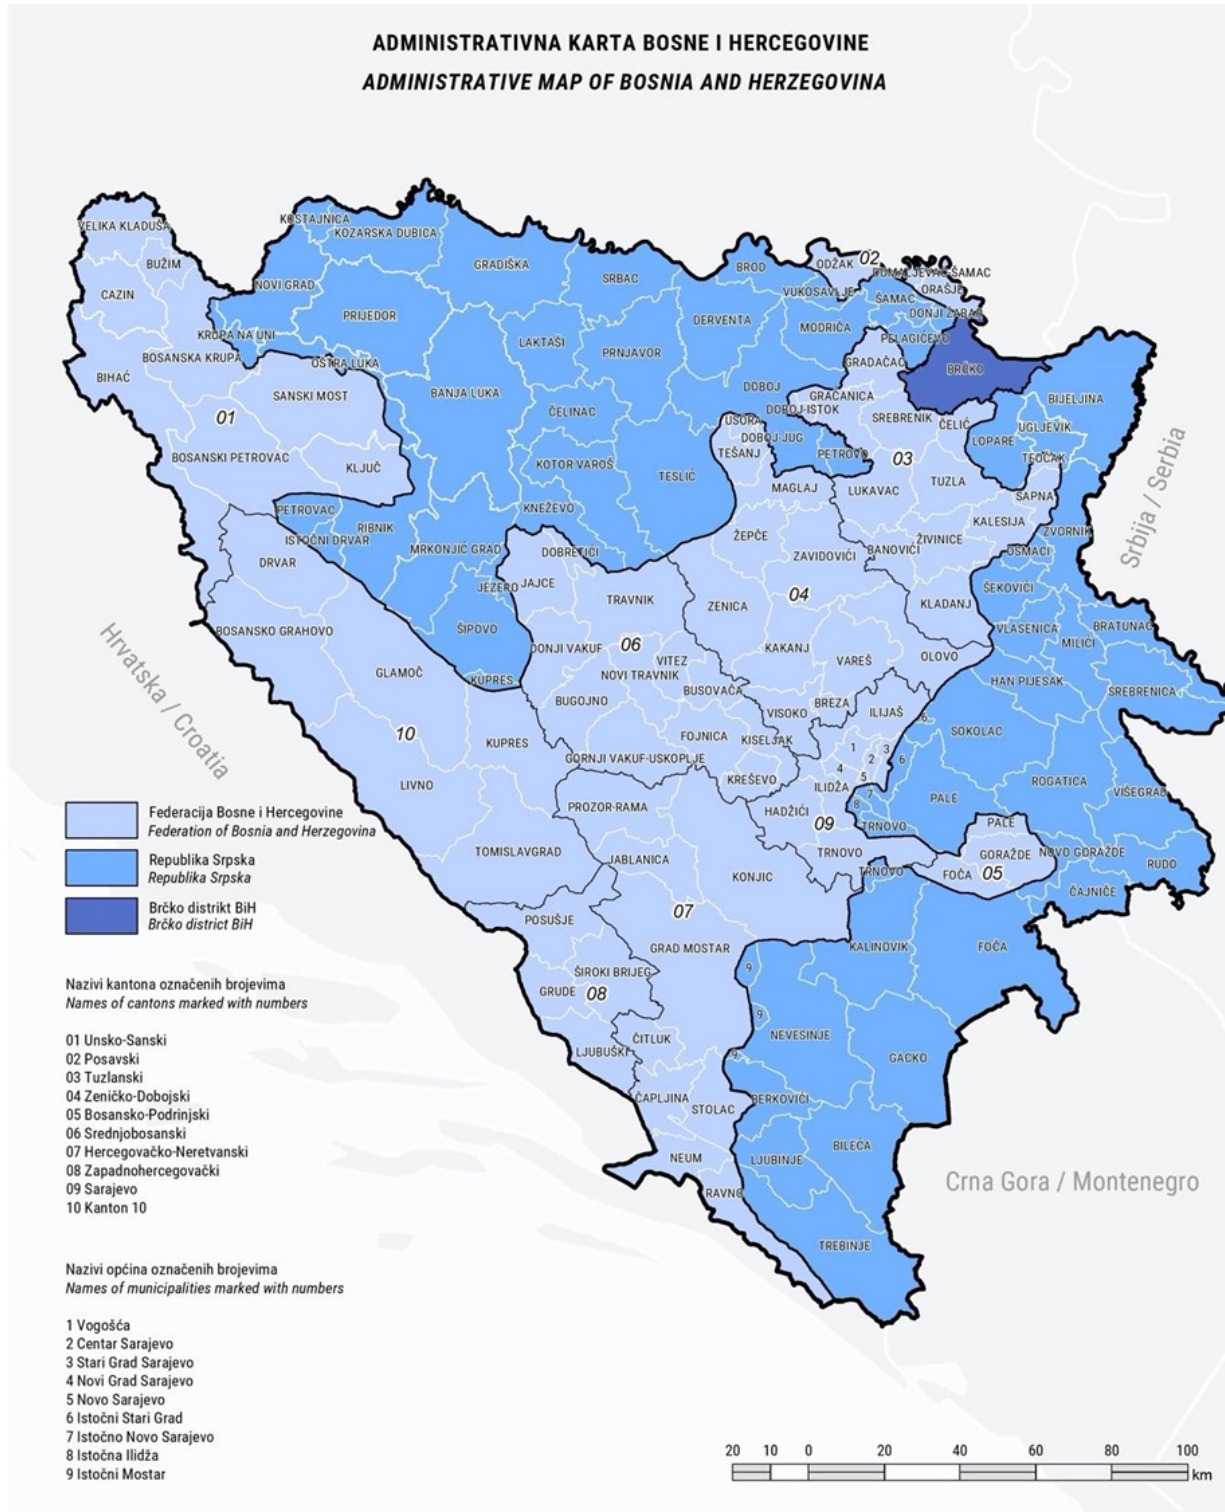 ADMINISTRATIVNA KARTA BOSNE I HERCEGOVINE
ADMINISTRATIVE MAP OF BOSNIA AND HERZEGOVINA
VELIKA KLADUŠA
BUŽIM
CAZIN
BIHAĆ
BOSANSKA KRUPA
KRUPA NA UNI
NOVI GRAD
KOSTAJNICA
KOZARSKA DUBICA
PRIJEDOR
OŠTRA LUKA
SANSKI MOST
01
BOSANSKI PETROVAC
KLJUČ
GRADIŠKA
SRBAC
LAKTAŠI
PRNJAVOR
BANJA LUKA
ČELINAC
KOTOR VAROŠ
KNEŽEVO
TESLIĆ
BROD
DERVENTA
VUKOSAVLJE
MODRIČA
DOBOJ
ODŽAK
02
DOMALJEVAC-ŠAMAC
ORAŠJE
ŠAMAC
DONJI ŽABAR
PELAGIĆEVO
BRČKO
GRADAČAC
GRAČANICA
DOBOJ-ISTOK
SREBRENIK
ČELIĆ
USORA
DOBOJ-JUG
TEŠANJ
PETROVO
03
LOPARE
UGLJEVIK
BIJELJINA
TEOČAK
MAGLAJ
LUKAVAC
TUZLA
SAPNA
KALESIJA
ZVORNIK
ŽEPČE
ZAVIDOVIĆI
BANOVIĆI
ŽIVINICE
OSMACI
PETROVAC
ISTOČNI DRVAR
RIBNIK
MRKONJIĆ GRAD
JEZERO
ŠIPOVO
KUPRES
DRVAR
BOSANSKO GRAHOVO
GLAMOČ
10
KUPRES
LIVNO
TOMISLAVGRAD
DOBRETIĆI
JAJCE
TRAVNIK
DONJI VAKUF
06
VITEZ
NOVI TRAVNIK
BUSOVAČA
BUGOJNO
FOJNICA
KISELJAK
GORNJI VAKUF-USKOPLJE
KREŠEVO
ZENICA
04
KAKANJ
VAREŠ
VISOKO
BREZA
OLOVO
KLADANJ
ŠEKOVIĆI
VLASENICA
MILIĆI
BRATUNAC
HAN PIJESAK
SREBRENICA
ILIJAŠ
6
SOKOLAC
1
2
3
4
5
6
7
8
ILIDŽA
HADŽIĆI
09
PALE
ROGATICA
VIŠEGRAD
TRNOVO
TRNOVO
TRNOVO
PALE
GORAŽDE
NOVO GORAŽDE
FOČA
05
RUDO
ČAJNIČE
PROZOR-RAMA
JABLANICA
KONJIC
07
GRAD MOSTAR
KALINOVIK
FOČA
POSUŠJE
ŠIROKI BRIJEG
GRUDE
08
LJUBUŠKI
ČITLUK
ČAPLJINA
STOLAC
9
9
9
NEVESINJE
GACKO
BERKOVIĆI
BILEĆA
LJUBINJE
NEUM
RAVNO
TREBINJE
Hrvatska / Croatia
Srbija / Serbia
Crna Gora / Montenegro
Federacija Bosne i Hercegovine
Federation of Bosnia and Herzegovina
Republika Srpska
Republika Srpska
Brčko distrikt BiH
Brčko district BiH
Nazivi kantona označenih brojevima
Names of cantons marked with numbers
01 Unsko-Sanski
02 Posavski
03 Tuzlanski
04 Zeničko-Dobojski
05 Bosansko-Podrinjski
06 Srednjobosanski
07 Hercegovačko-Neretvanski
08 Zapadnohercegovački
09 Sarajevo
10 Kanton 10
Nazivi općina označenih brojevima
Names of municipalities marked with numbers
1 Vogošća
2 Centar Sarajevo
3 Stari Grad Sarajevo
4 Novi Grad Sarajevo
5 Novo Sarajevo
6 Istočni Stari Grad
7 Istočno Novo Sarajevo
8 Istočna Ilidža
9 Istočni Mostar
20 10 0 20 40 60 80 100
km